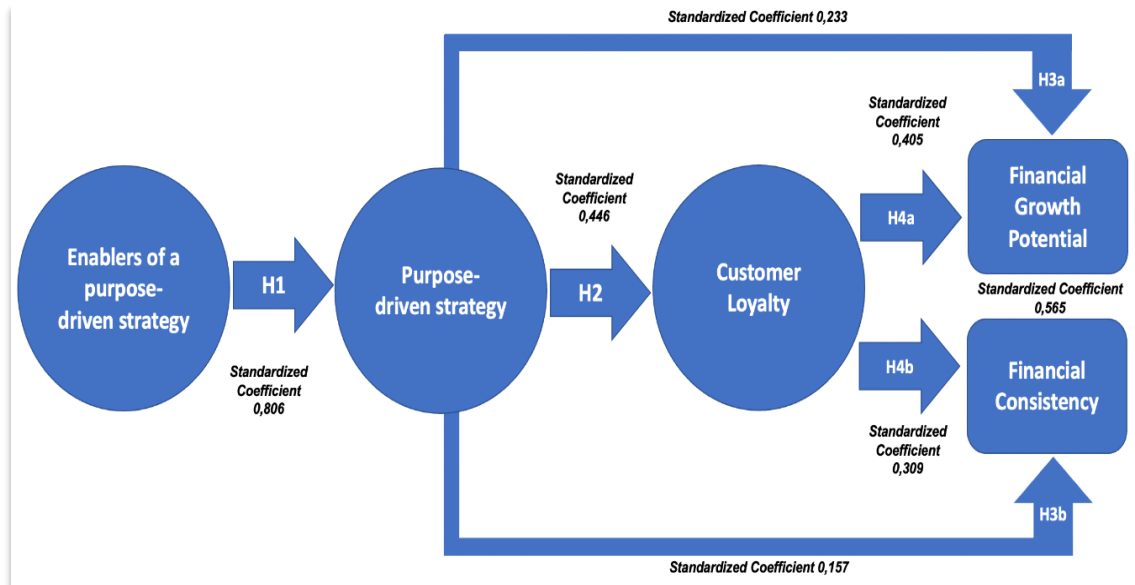 Standardized Coefficient 0,233
H3a
Standardized
Coefficient
0,405
Financial
Growth
Potential
H4a
Standardized
Coefficient
0,446
Enablers of a
purpose-
driven strategy
H1
Purpose-
driven strategy
H2
Customer
Loyalty
Standardized Coefficient
0,565
Standardized
Coefficient
0,806
H4b
Financial
Consistency
Standardized
Coefficient
0,309
H3b
Standardized Coefficient 0,157